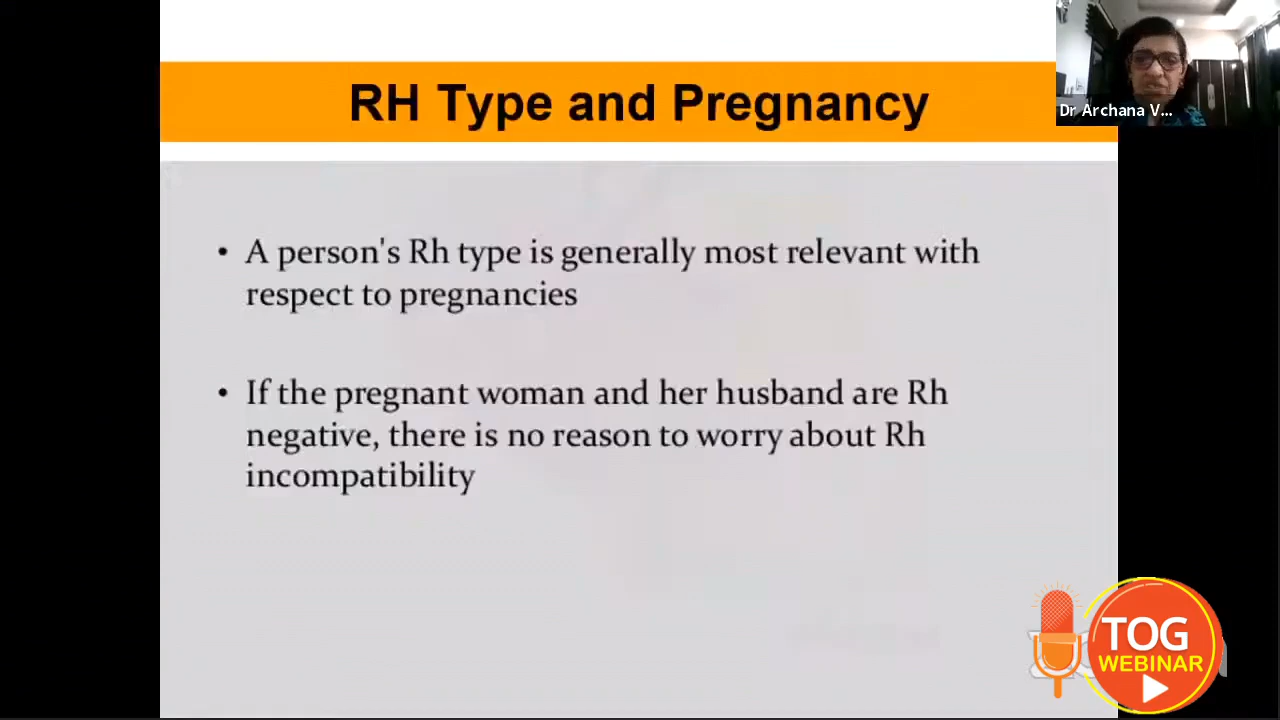 RH Type and Pregnancy
Dr Archana V...
• A person's Rh type is generally most relevant with
respect to pregnancies
• If the pregnant woman and her husband are Rh
negative, there is no reason to worry about Rh
incompatibility
TOG
WEBINAR